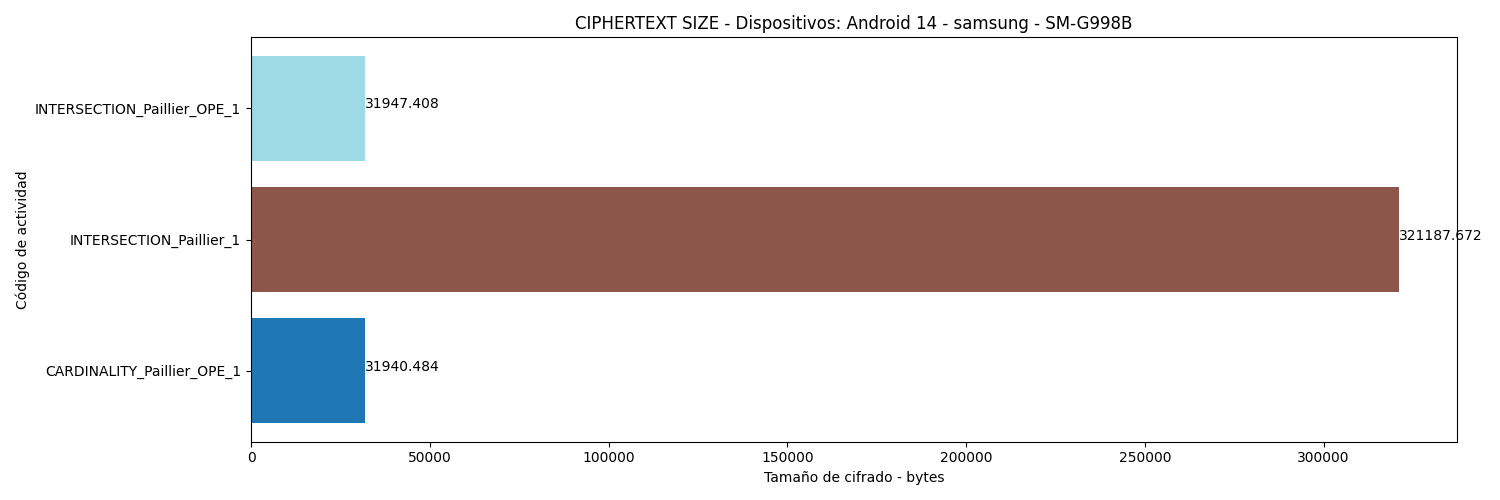 CIPHERTEXT SIZE - Dispositivos: Android 14 - samsung - SM-G998B
Código de actividad
INTERSECTION_Paillier_OPE_1
31947.408
INTERSECTION_Paillier_1
321187.672
CARDINALITY_Paillier_OPE_1
31940.484
0 50000 100000 150000 200000 250000 300000
Tamaño de cifrado - bytes